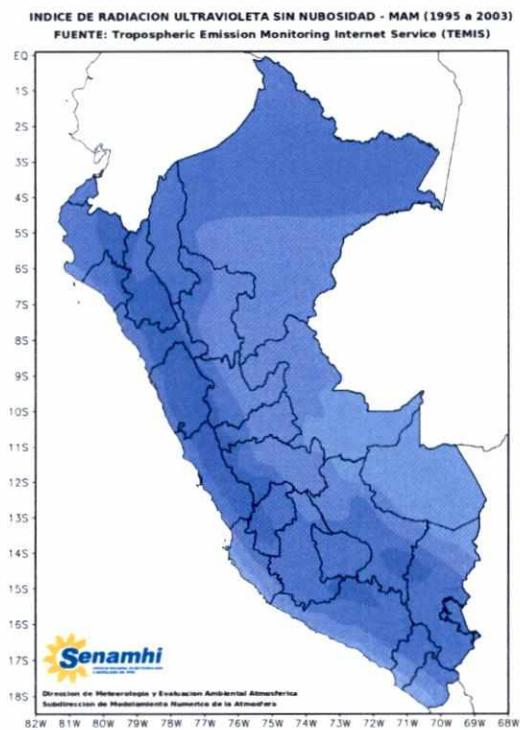 INDICE DE RADIACION ULTRAVIOLETA SIN NUBOSIDAD - MAM (1995 a 2003)
FUENTE: Tropospheric Emission Monitoring Internet Service (TEMIS)
EQ
1S
2S
3S
4S
5S
6S
7S
8S
9S
10S
11S
12S
13S
14S
15S
16S
17S
18S
Senamhi
Direccion de Meteorologia y Evaluacion Ambiental Atmosferica
Subdireccion de Modelamiento Numerico de la Atmosfera
82W 81W 80W 79W 78W 77W 76W 75W 74W 73W 72W 71W 70W 69W 68W